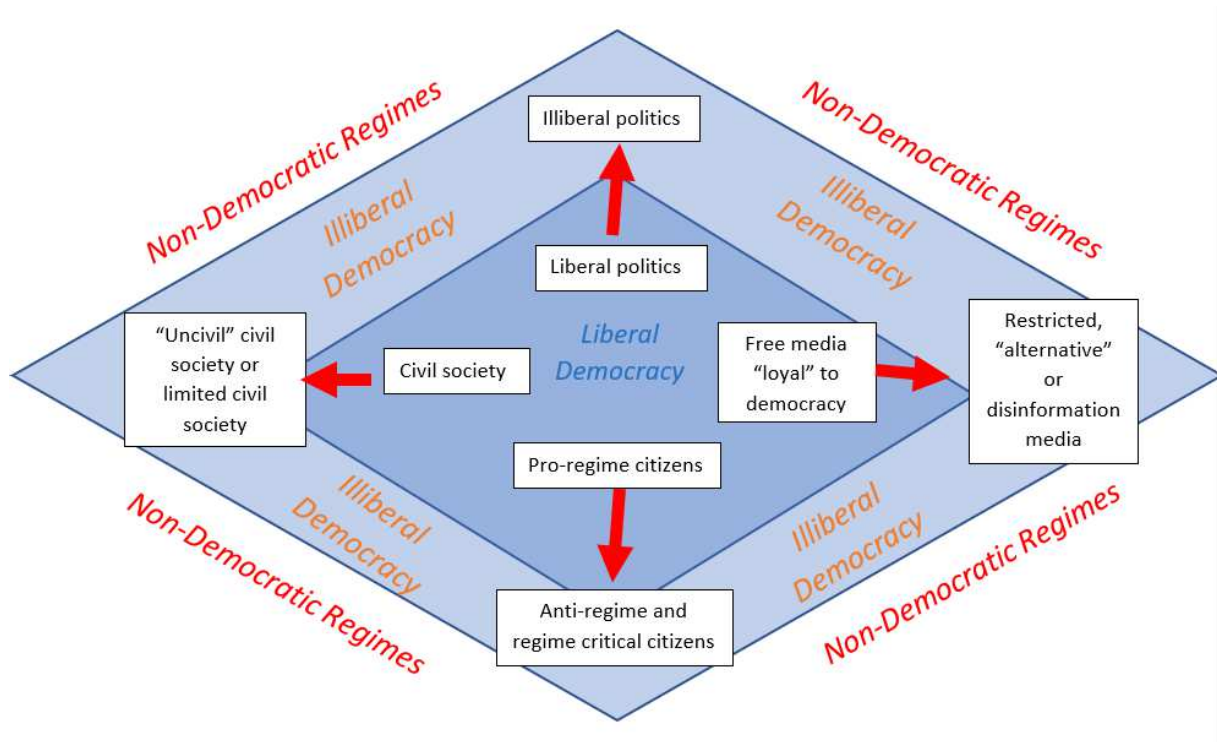 Non-Democratic Regimes
Non-Democratic Regimes
Illiberal politics
Illiberal
Democracy
Illiberal
Democracy
Liberal politics
“Uncivil” civil
society or
limited civil
society
Civil society
Liberal
Democracy
Free media
“loyal” to
democracy
Restricted,
“alternative”
or
disinformation
media
Pro-regime citizens
Illiberal
Democracy
Illiberal
Democracy
Non-Democratic Regimes
Non-Democratic Regimes
Anti-regime and
regime critical citizens